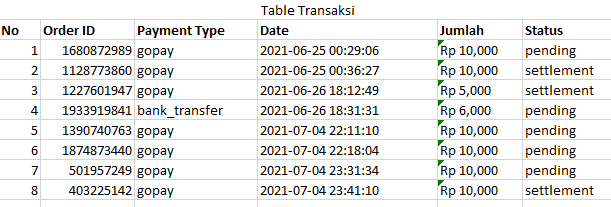 Table Transaksi
No Order ID Payment Type Date Jumlah Status
1 1680872989 gopay 2021-06-25 00:29:06 Rp 10,000 pending
2 1128773860 gopay 2021-06-25 00:36:27 Rp 10,000 settlement
3 1227601947 gopay 2021-06-26 18:12:49 Rp 5,000 settlement
4 1933919841 bank_transfer 2021-06-26 18:31:31 Rp 6,000 pending
5 1390740763 gopay 2021-07-04 22:11:10 Rp 10,000 pending
6 1874873440 gopay 2021-07-04 22:18:04 Rp 10,000 pending
7 501957249 gopay 2021-07-04 23:31:34 Rp 10,000 pending
8 403225142 gopay 2021-07-04 23:41:10 Rp 10,000 settlement